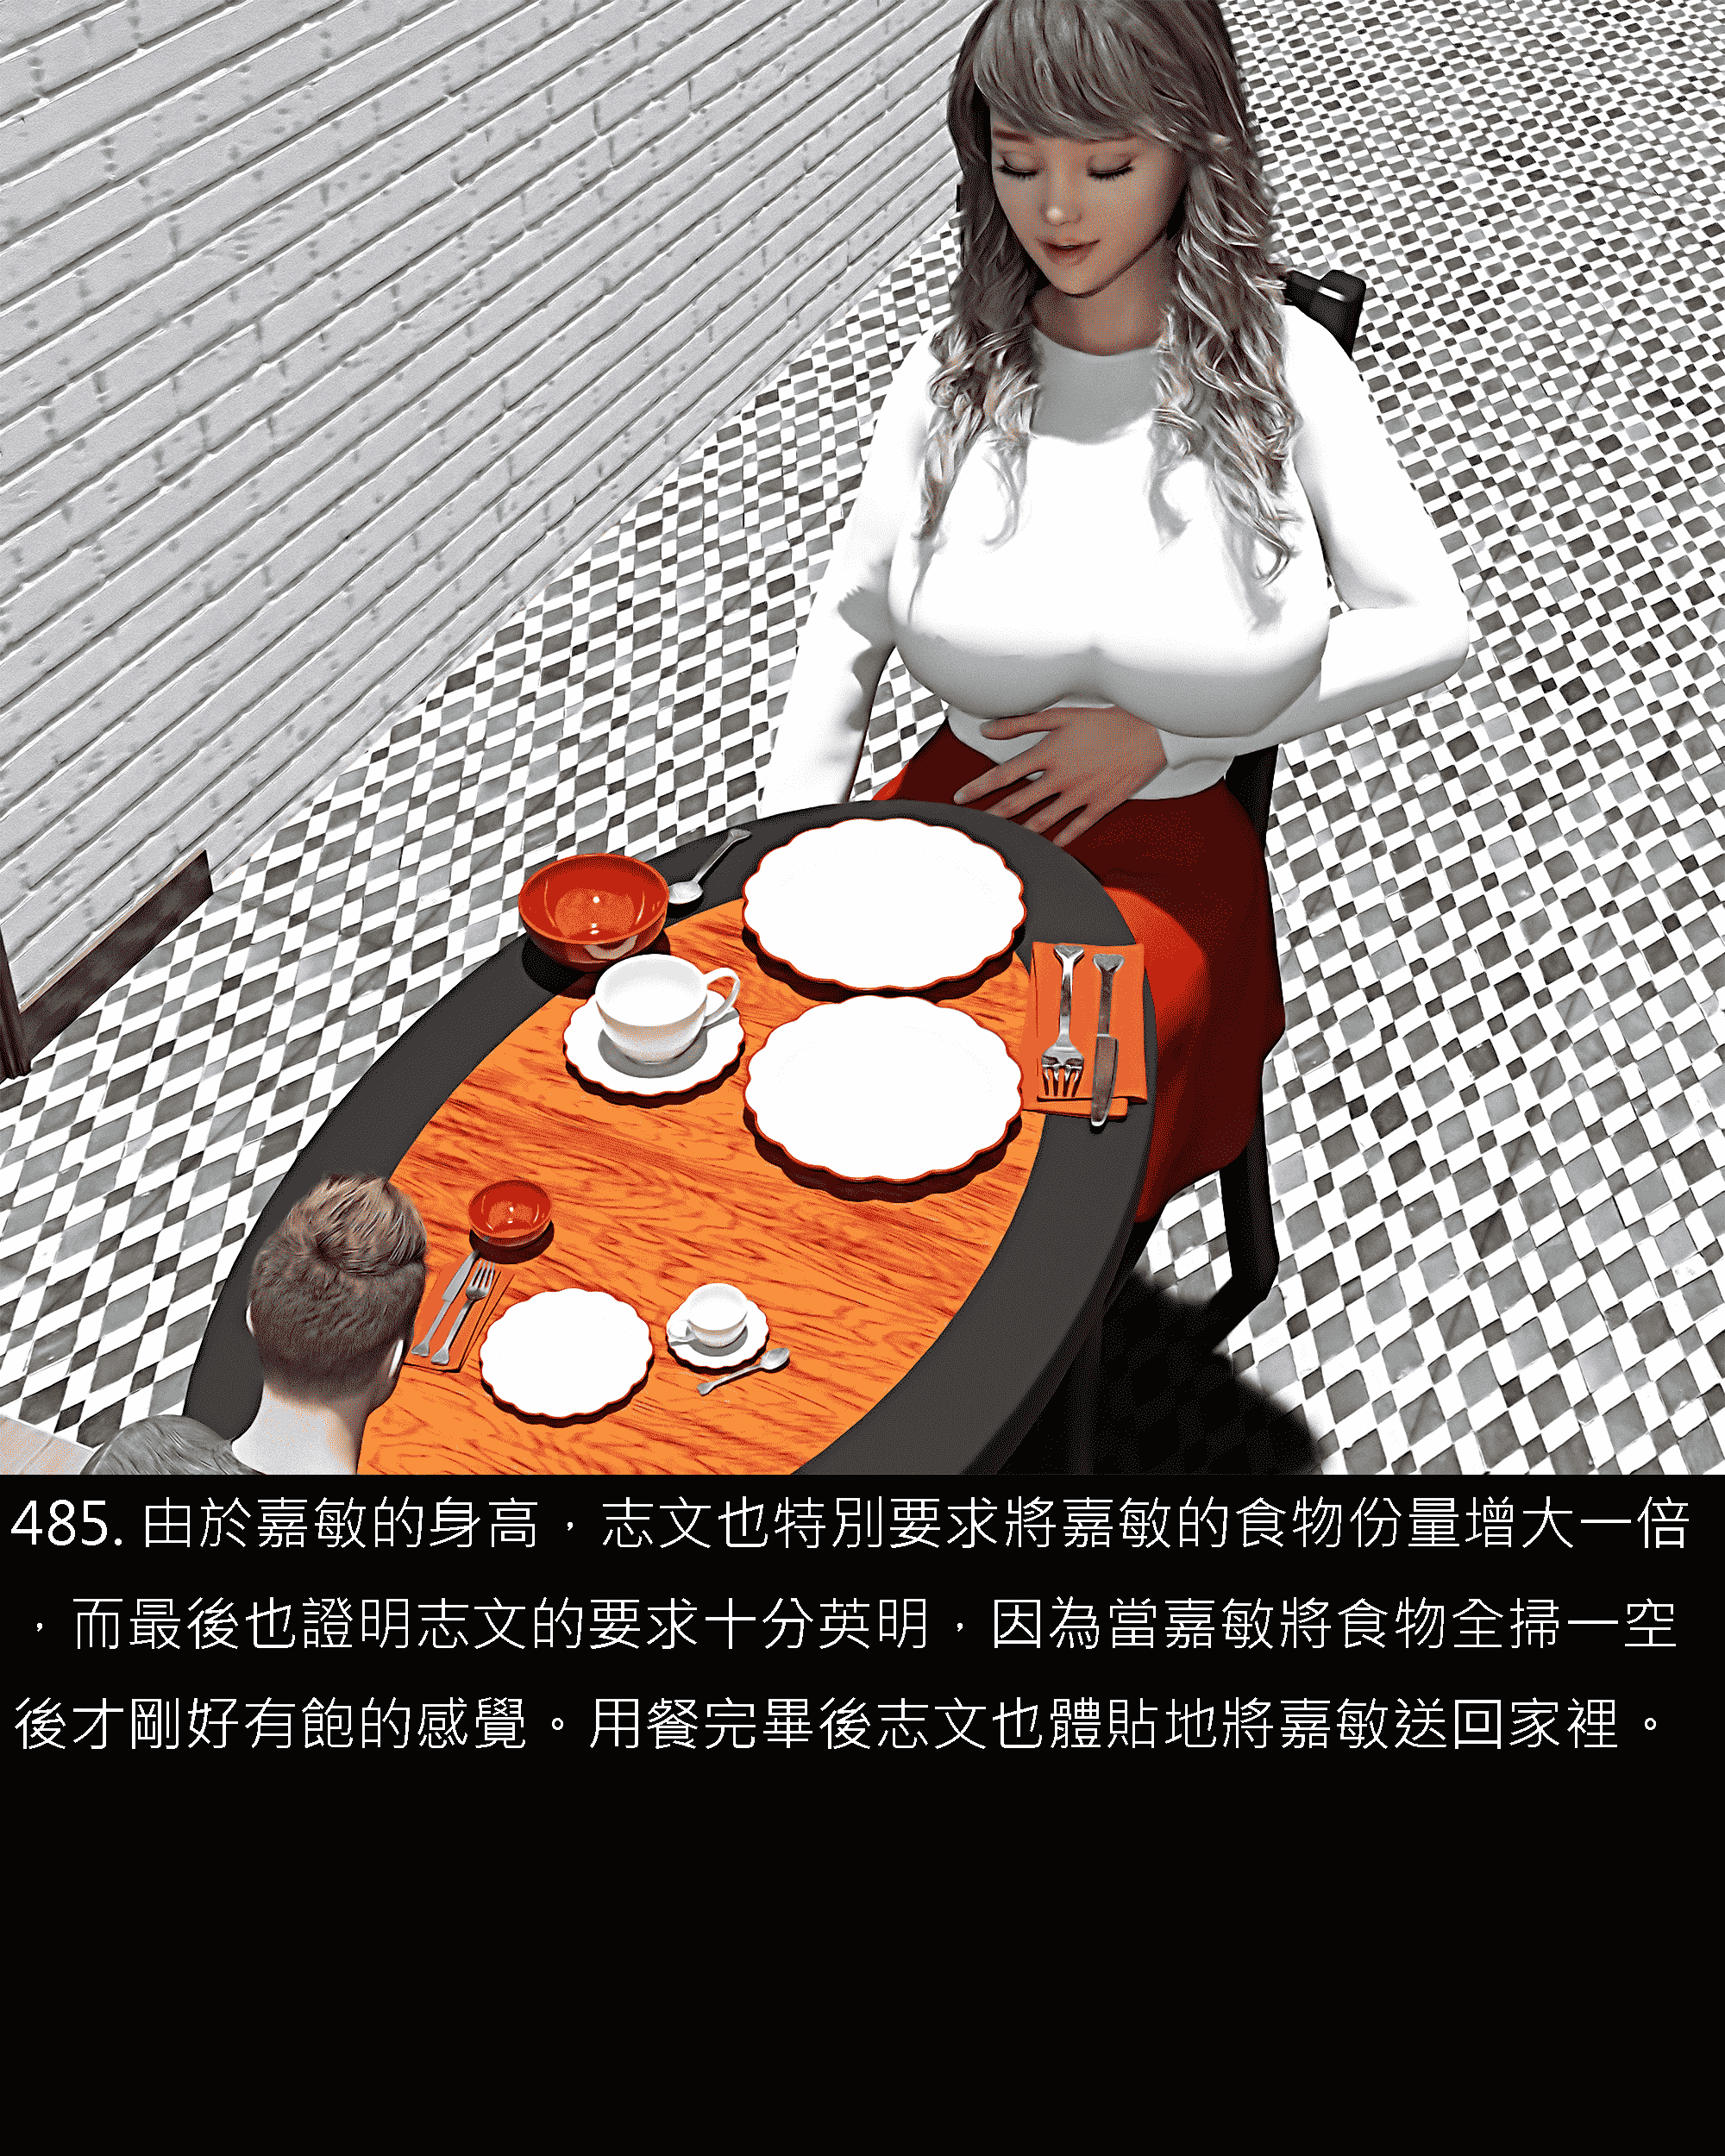 485. 由於嘉敏的身高，志文也特別要求將嘉敏的食物份量增大一倍
，而最後也證明志文的要求十分英明，因為當嘉敏將食物全掃一空
後才剛好有飽的感覺。用餐完畢後志文也體貼地將嘉敏送回家裡。